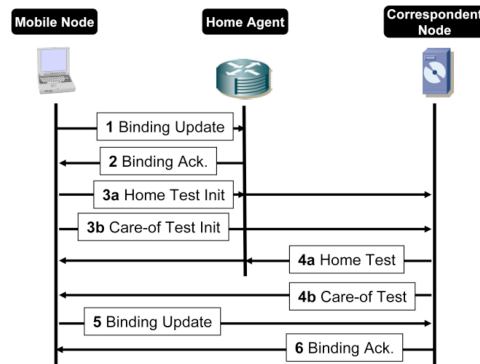 Mobile Node
Home Agent
Correspondent
Node
1 Binding Update
2 Binding Ack.
3a Home Test Init
3b Care-of Test Init
4a Home Test
4b Care-of Test
5 Binding Update
6 Binding Ack.